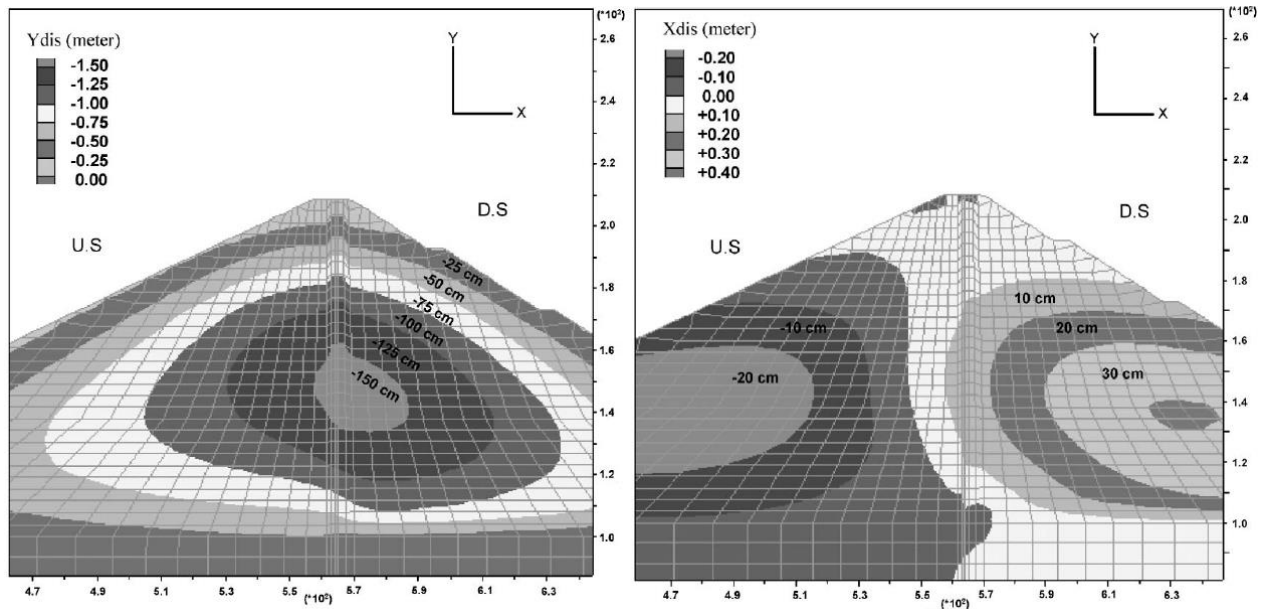 Ydis (meter)
-1.50
-1.25
-1.00
-0.75
-0.50
-0.25
0.00
Y
X
U.S
D.S
-25 cm
-50 cm
-75 cm
-100 cm
-125 cm
-150 cm
(*10²)
2.6
2.4
2.2
2.0
1.8
1.6
1.4
1.2
1.0
4.7 4.9 5.1 5.3 5.5 5.7 5.9 6.1 6.3
(*10²)
Xdis (meter)
-0.20
-0.10
0.00
+0.10
+0.20
+0.30
+0.40
Y
X
U.S
D.S
-10 cm
-20 cm
10 cm
20 cm
30 cm
(*10²)
2.6
2.4
2.2
2.0
1.8
1.6
1.4
1.2
1.0
4.7 4.9 5.1 5.3 5.5 5.7 5.9 6.1 6.3
(*10²)